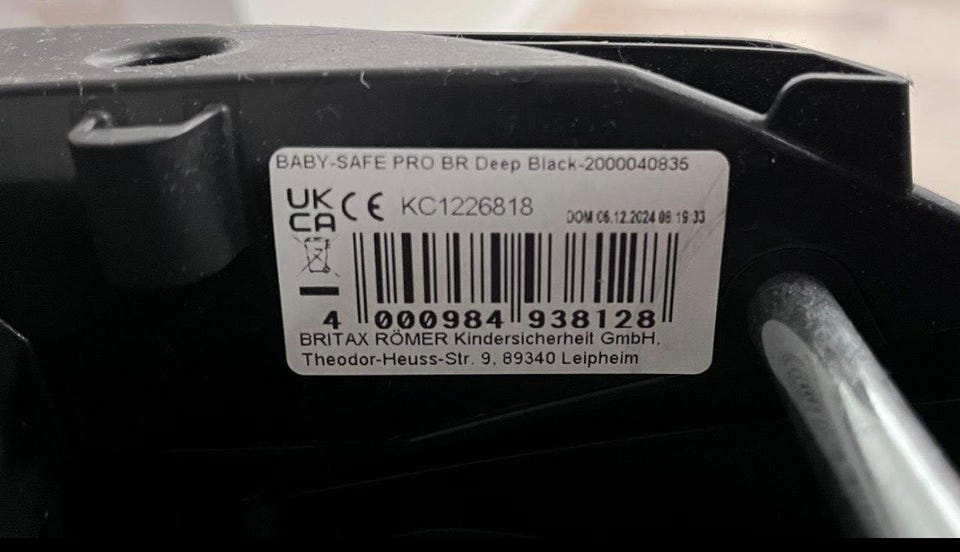 BABY-SAFE PRO BR Deep Black-2000040835
UK
CA CE KC1226818 DOM 06.12.2024 08:19:33
4 000984 938128
BRITAX RÖMER Kindersicherheit GmbH,
Theodor-Heuss-Str. 9, 89340 Leipheim